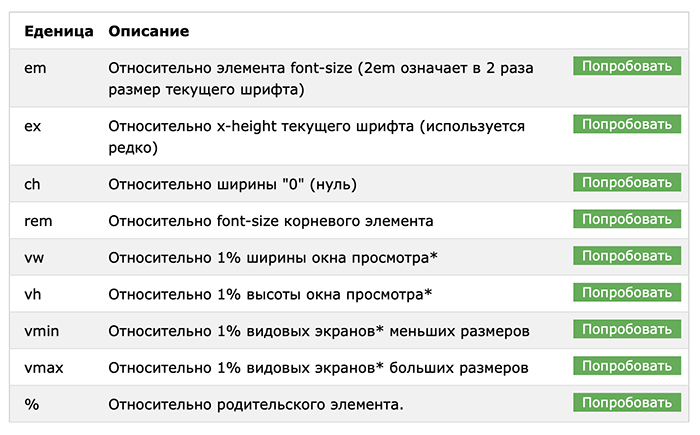 Еденица Описание
em Относительно элемента font-size (2em означает в 2 раза Попробовать
размер текущего шрифта)
ex Относительно x-height текущего шрифта (используется Попробовать
редко)
ch Относительно ширины "0" (нуль) Попробовать
rem Относительно font-size корневого элемента Попробовать
vw Относительно 1% ширины окна просмотра* Попробовать
vh Относительно 1% высоты окна просмотра* Попробовать
vmin Относительно 1% видовых экранов* меньших размеров Попробовать
vmax Относительно 1% видовых экранов* больших размеров Попробовать
% Относительно родительского элемента. Попробовать